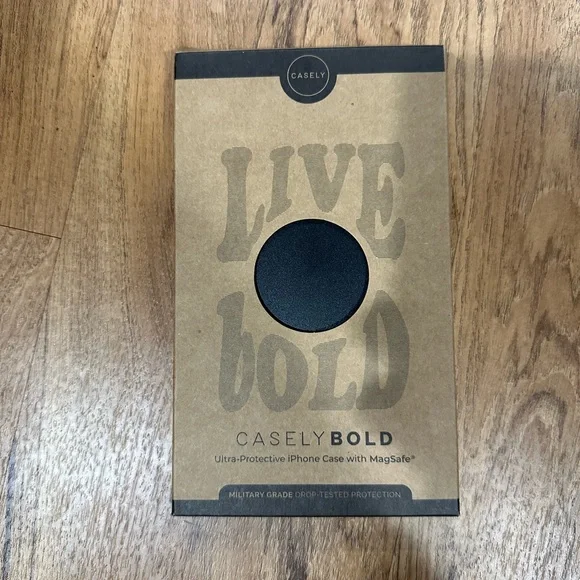 CASELY
LIVE
bOLD
CASELYBOLD
Ultra-Protective iPhone Case with MagSafe®
MILITARY GRADE DROP-TESTED PROTECTION